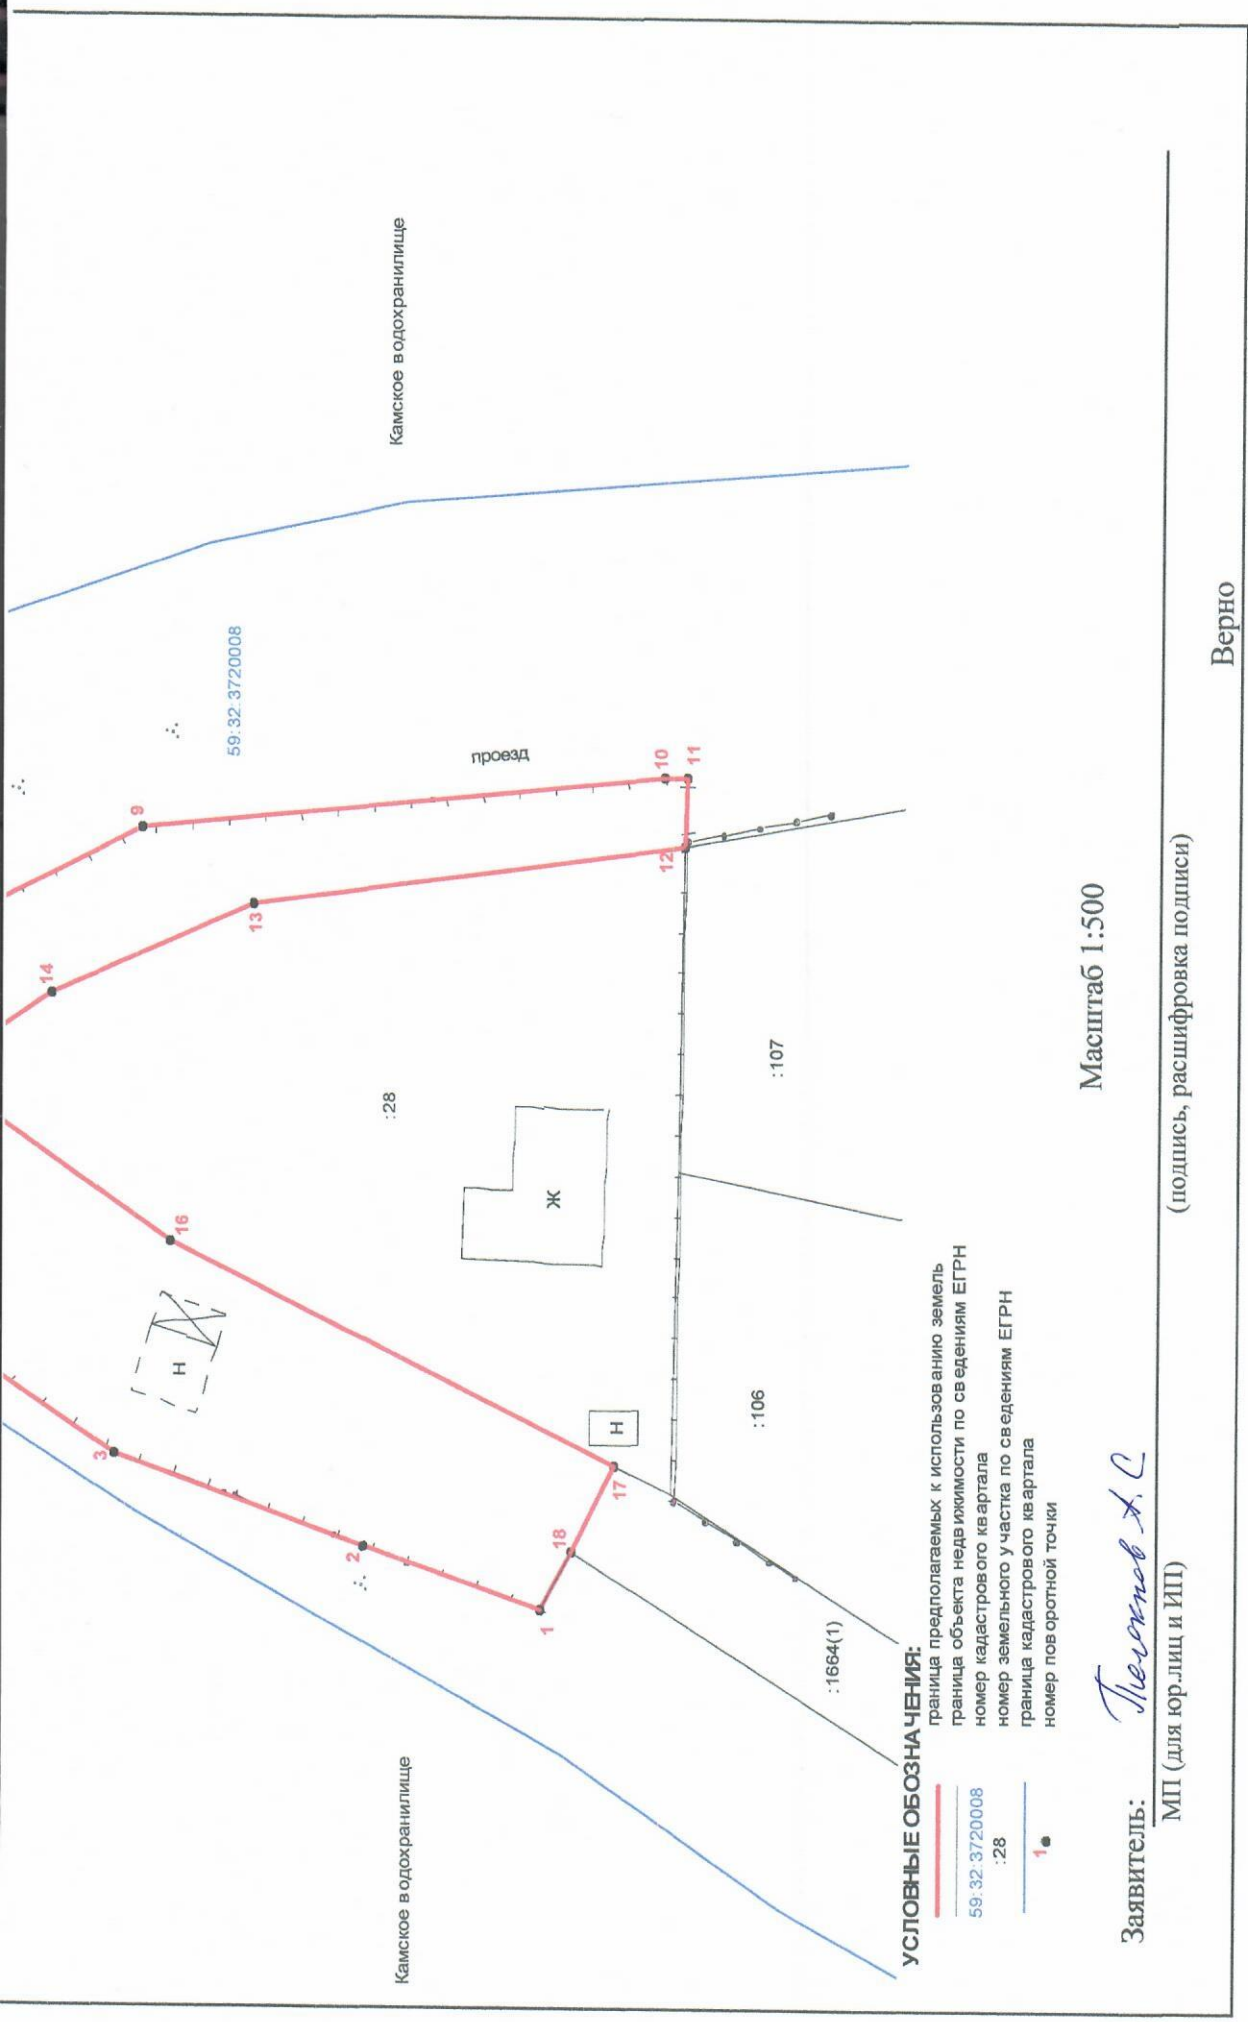 Камское водохранилище
Камское водохранилище
59:32:3720008
проезд
9
10
11
12
13
14
16
3
2
1
18
17
:28
Н
Н
Ж
:107
:106
:1664(1)
УСЛОВНЫЕ ОБОЗНАЧЕНИЯ:
граница предполагаемых к использованию земель
граница объекта недвижимости по сведениям ЕГРН
59:32:3720008 номер кадастрового квартала
:28 номер земельного участка по сведениям ЕГРН
граница кадастрового квартала
1 номер поворотной точки
Масштаб 1:500
Заявитель: А. С
МП (для юр.лиц и ИП) (подпись, расшифровка подписи)
Верно